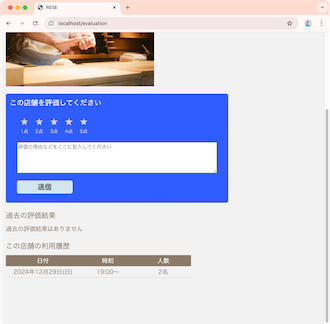 RESE
localhost/evaluation
この店舗を評価してください
1点 2点 3点 4点 5点
評価の理由などをここに記入してください
送信
過去の評価結果
過去の評価結果はありません
この店舗の利用履歴
日付 時刻 人数
2024年12月29日(日) 19:00〜 2名